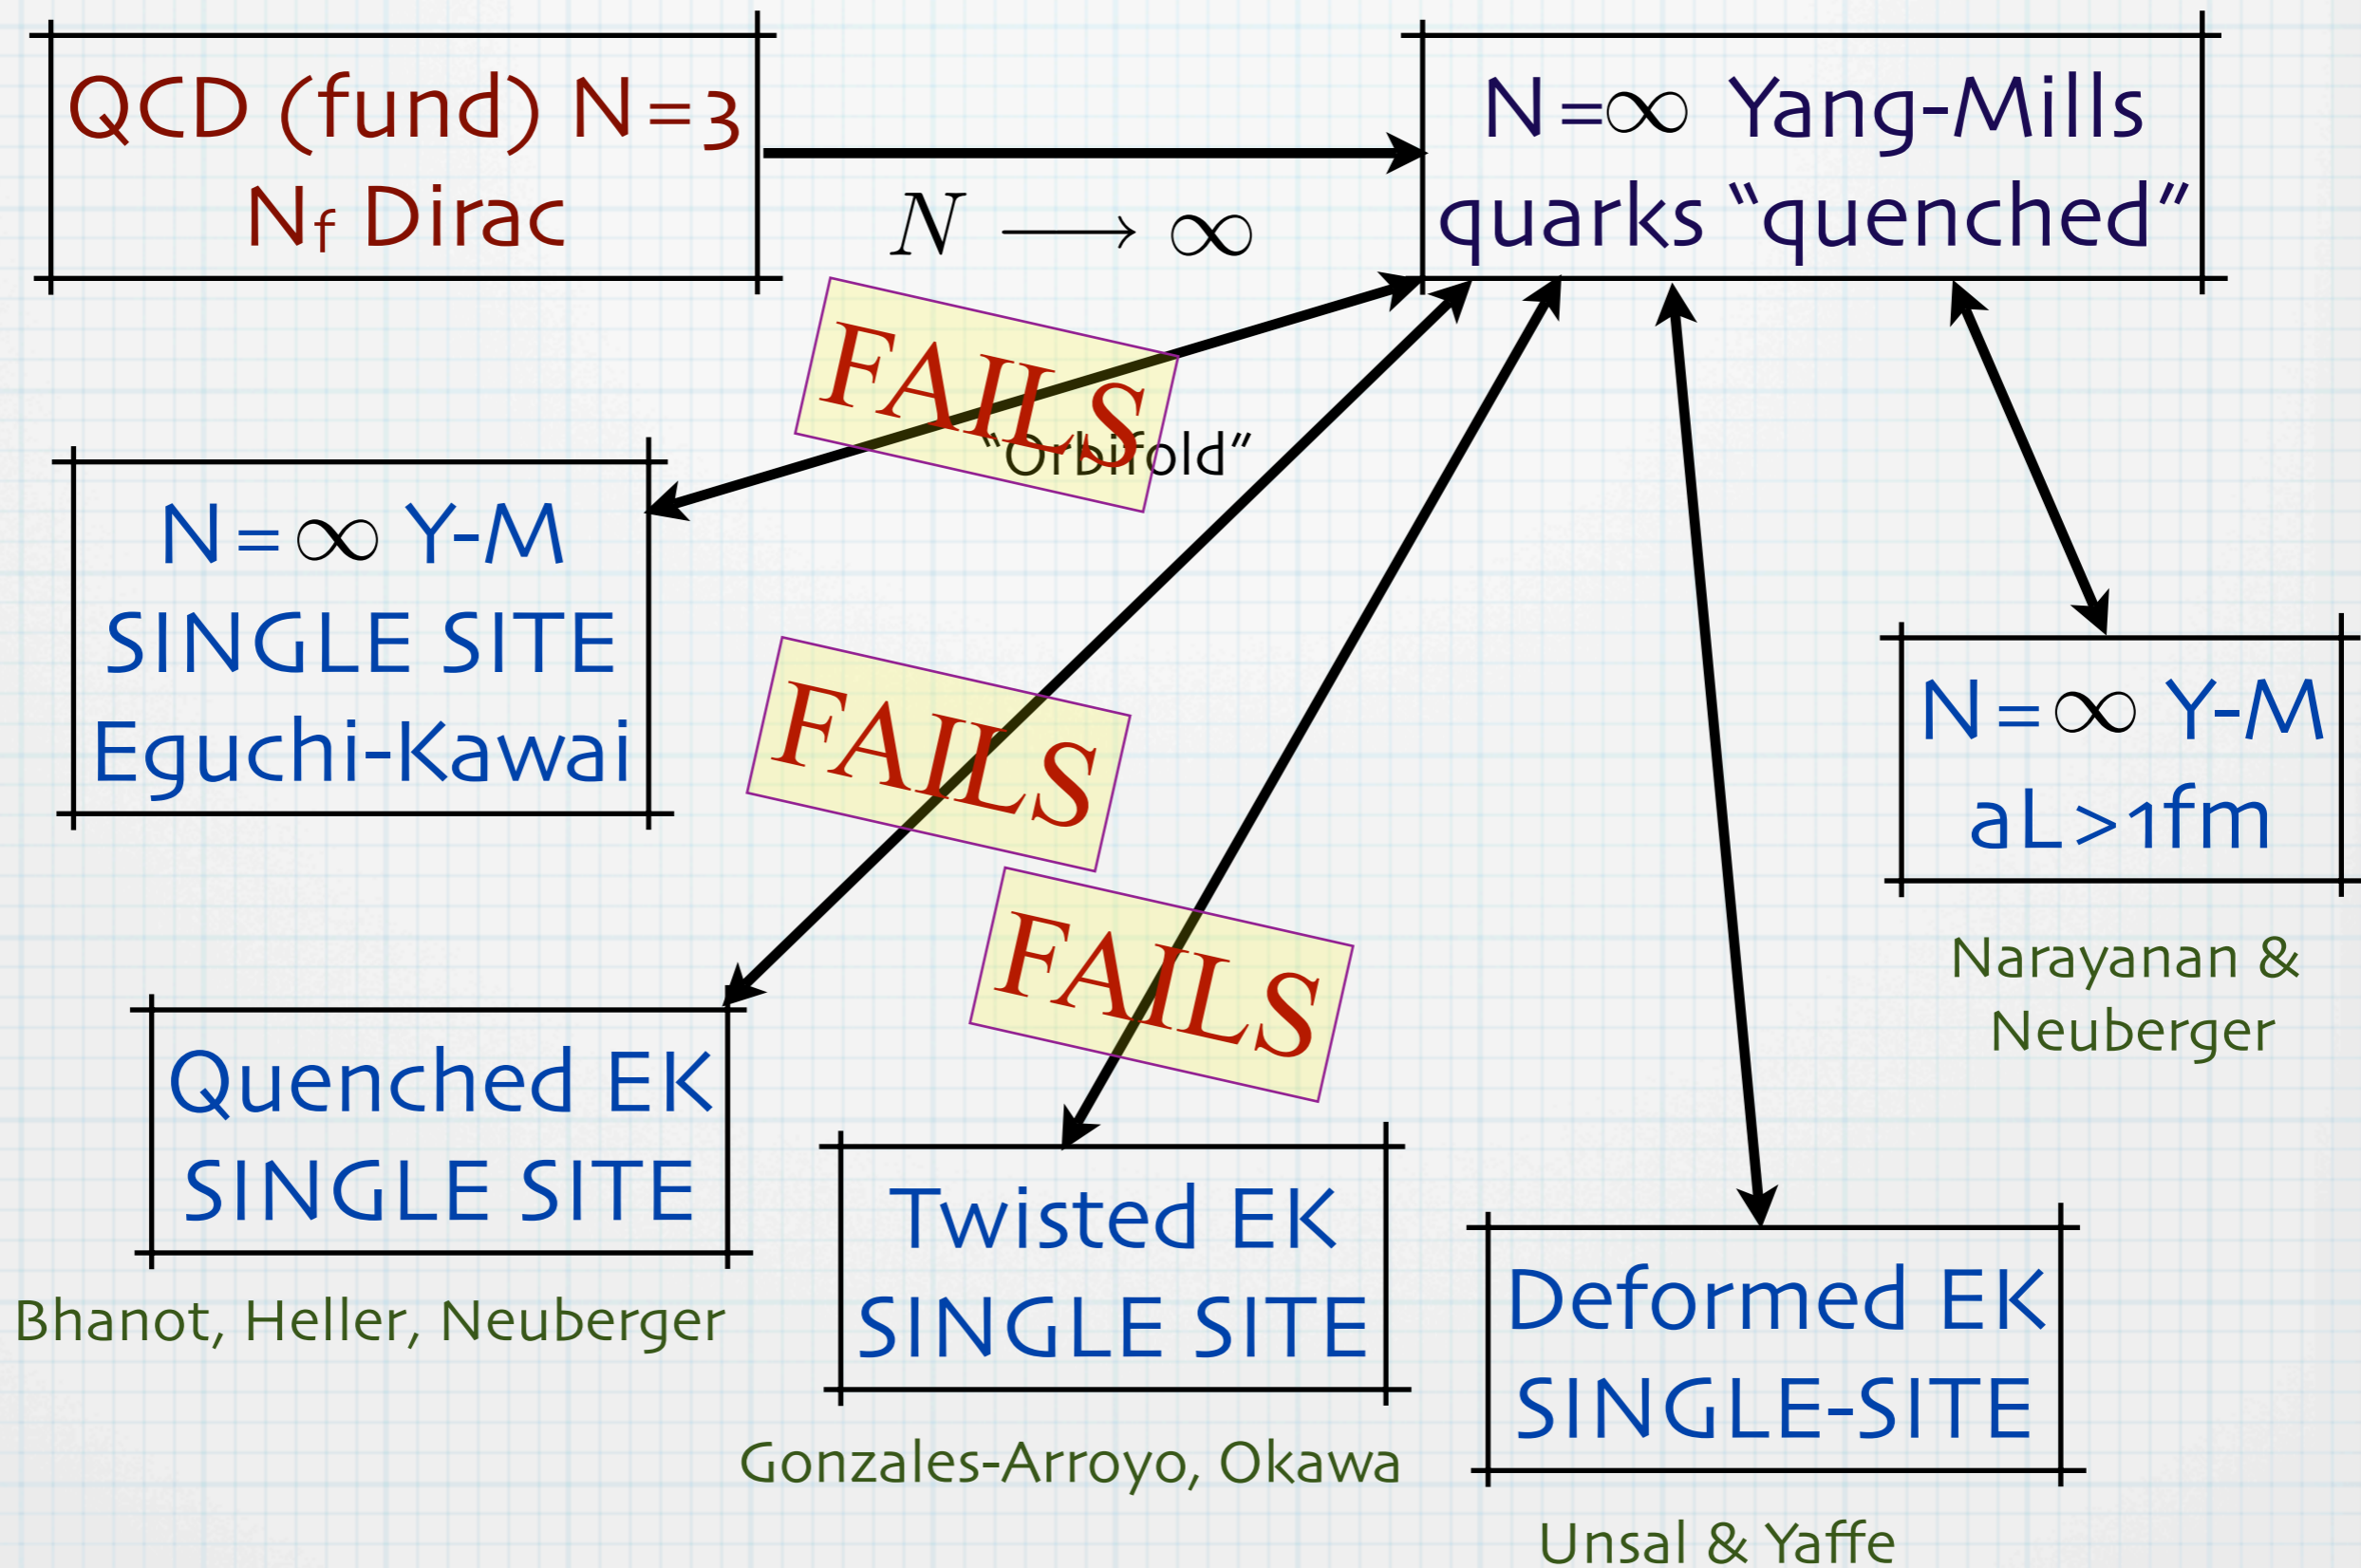 QCD (fund) N=3
Nf Dirac
N=∞ Yang-Mills
quarks “quenched”
N ⟶ ∞
FAILS
“Orbifold”
N=∞ Y-M
SINGLE SITE
Eguchi-Kawai
FAILS
N=∞ Y-M
aL>1fm
Narayanan &
Neuberger
FAILS
Quenched EK
SINGLE SITE
Bhanot, Heller, Neuberger
Twisted EK
SINGLE SITE
Gonzales-Arroyo, Okawa
Deformed EK
SINGLE-SITE
Unsal & Yaffe